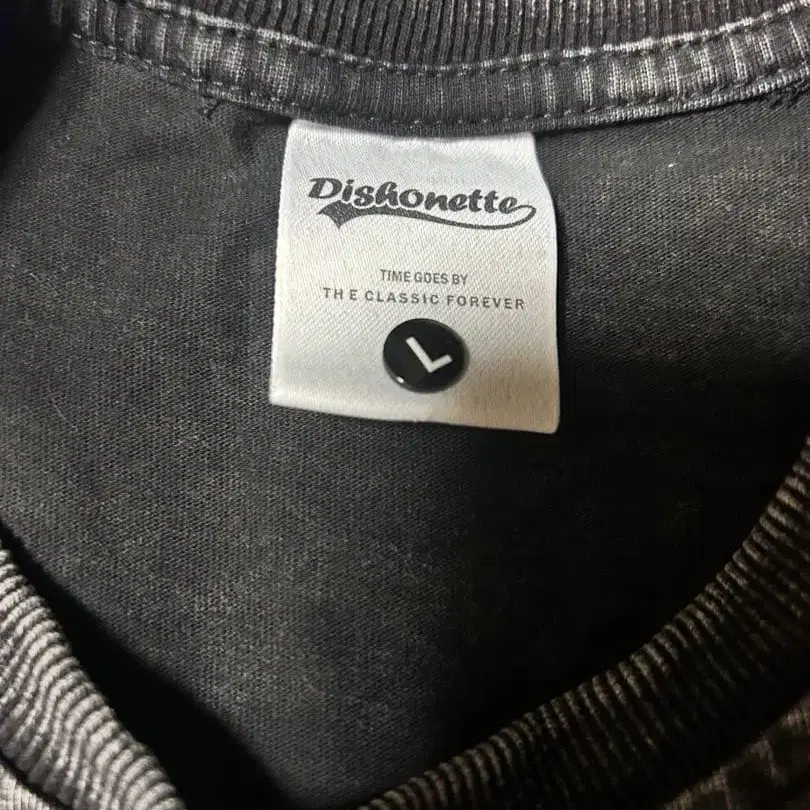 Dishonette
TIME GOES BY
THE CLASSIC FOREVER
L